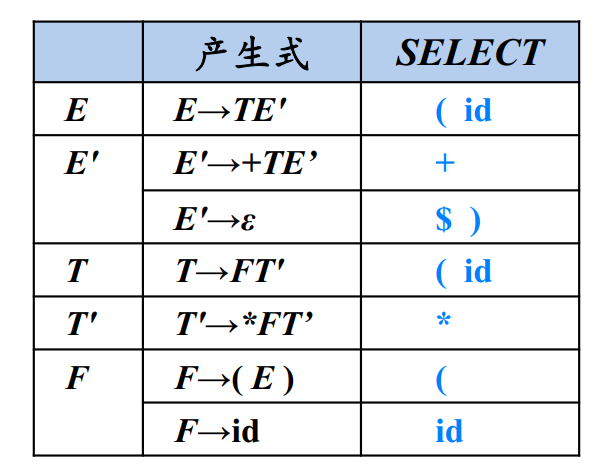 产生式 SELECT
E E→TE' ( id
E' E'→+TE’ +
E'→ε $ )
T T→FT' ( id
T' T'→*FT’ *
F F→( E ) (
F→id id